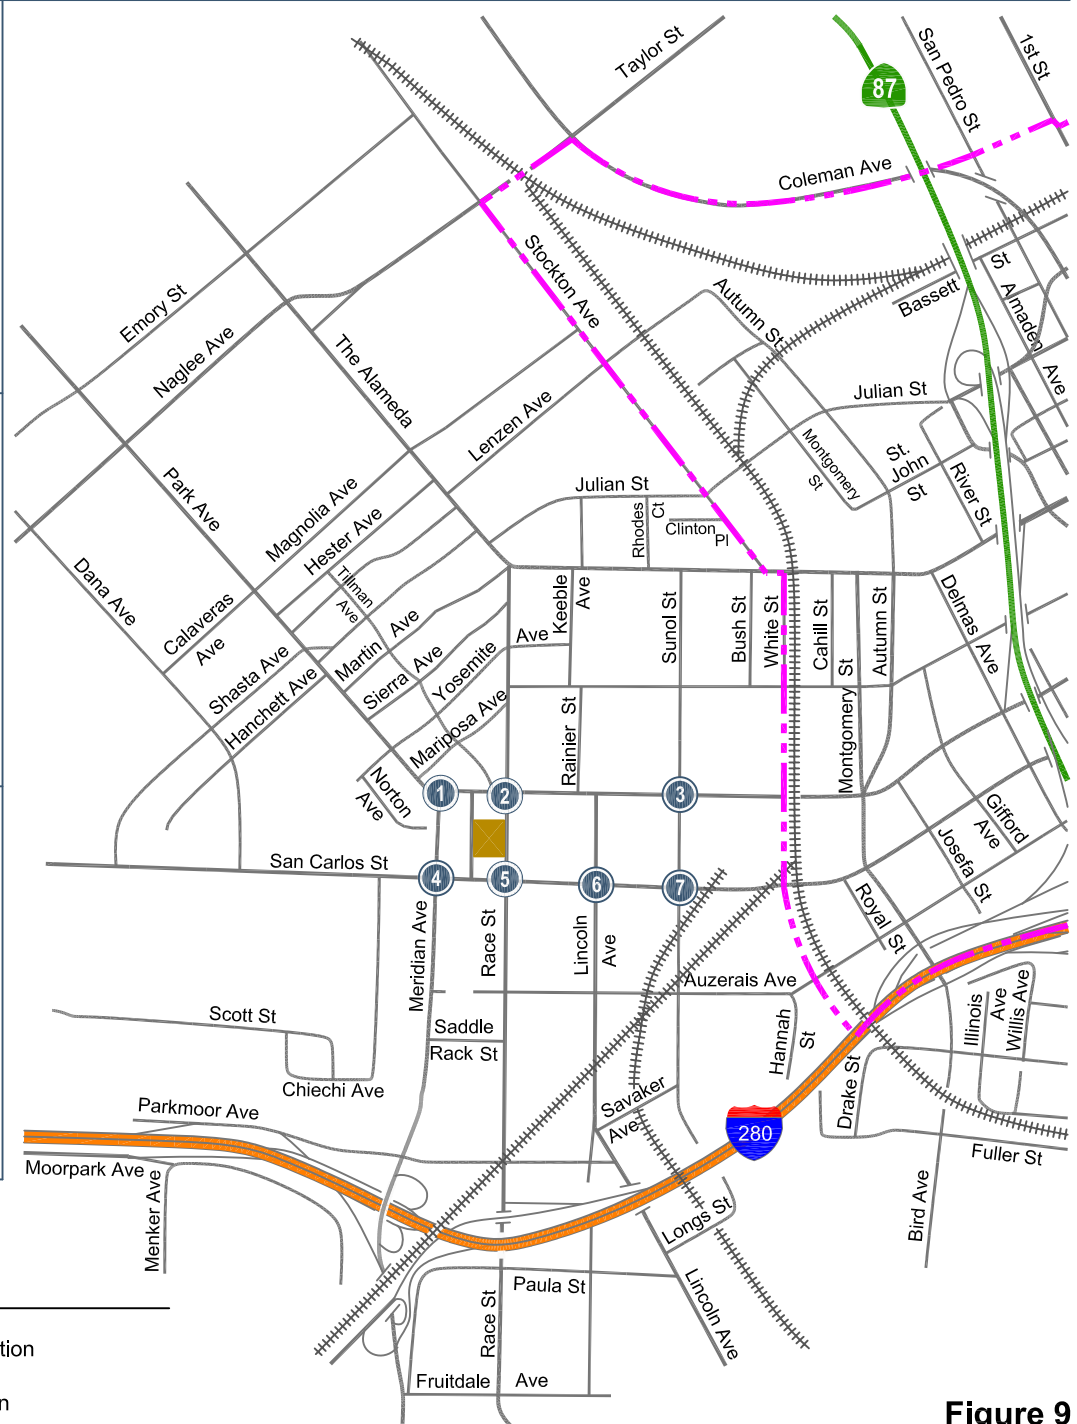 Taylor St
San Pedro St
1st St
87
Coleman Ave
Stockton Ave
Autumn St
St
Bassett
Almaden
Ave
Emory St
Naglee Ave
The Alameda
Lenzen Ave
Julian St
Montgomery
St
St.
John
St
River St
Park Ave
Magnolia Ave
Hester Ave
Julian St
Rhodes
Ct
Clinton
Pl
Dana Ave
Calaveras
Ave
Tillman
Ave
Martin Ave
Sierra Ave
Yosemite
Ave
Keeble
Ave
Sunol St
Bush St
White St
Cahill St
Montgomery St
Autumn St
Delmas
Ave
Shasta Ave
Hanchett Ave
Mariposa Ave
Rainier St
Norton
Ave
1
2
3
Gifford
Ave
Josefa St
San Carlos St
4
5
6
7
Royal St
Meridian Ave
Race St
Lincoln
Ave
Auzerais Ave
Hannah
St
Illinois
Ave
Willis Ave
Scott St
Saddle
Rack St
Chiechi Ave
Drake St
Savaker
Ave
Parkmoor Ave
280
Moorpark Ave
Fuller St
Menker Ave
Bird Ave
Longs St
Paula St
Race St
Lincoln Ave
Fruitdale Ave
tion
n
Figure 9